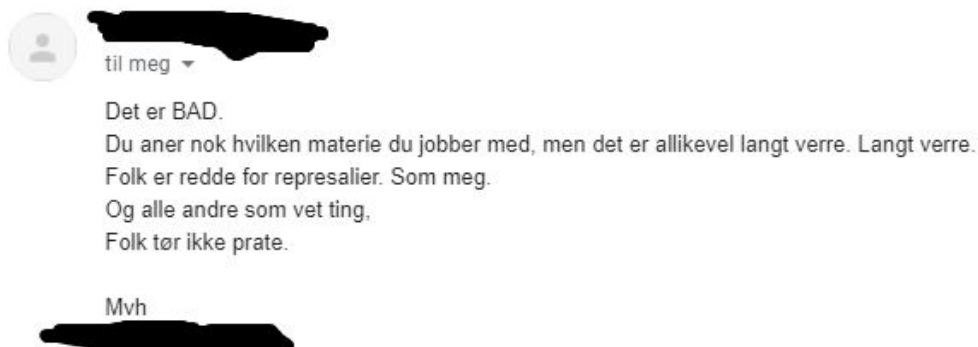 til meg
Det er BAD.
Du aner nok hvilken materie du jobber med, men det er allikevel langt verre. Langt verre.
Folk er redde for represalier. Som meg.
Og alle andre som vet ting,
Folk tør ikke prate.
Mvh